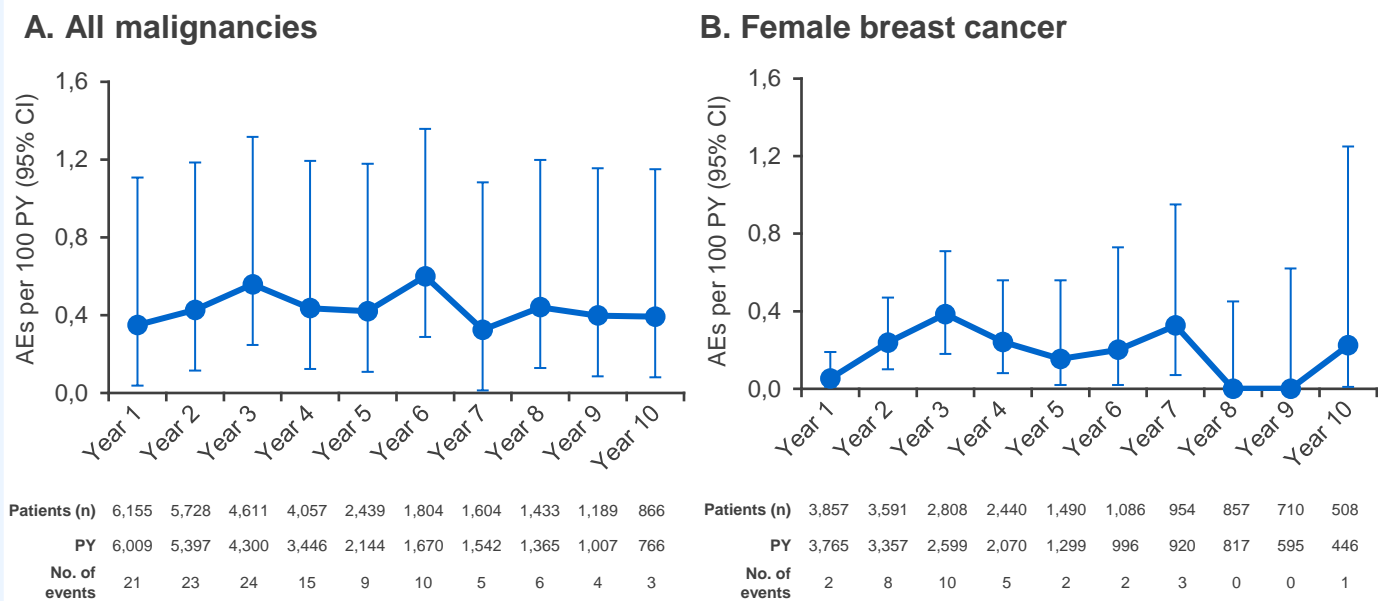 A. All malignancies
AEs per 100 PY (95% CI)
1,6
1,2
0,8
0,4
0,0
Year 1 Year 2 Year 3 Year 4 Year 5 Year 6 Year 7 Year 8 Year 9 Year 10
Patients (n) 6,155 5,728 4,611 4,057 2,439 1,804 1,604 1,433 1,189 866
PY 6,009 5,397 4,300 3,446 2,144 1,670 1,542 1,365 1,007 766
No. of
events 21 23 24 15 9 10 5 6 4 3
B. Female breast cancer
AEs per 100 PY (95% CI)
1,6
1,2
0,8
0,4
0,0
Year 1 Year 2 Year 3 Year 4 Year 5 Year 6 Year 7 Year 8 Year 9 Year 10
Patients (n) 3,857 3,591 2,808 2,440 1,490 1,086 954 857 710 508
PY 3,765 3,357 2,599 2,070 1,299 996 920 817 595 446
No. of
events 2 8 10 5 2 2 3 0 0 1